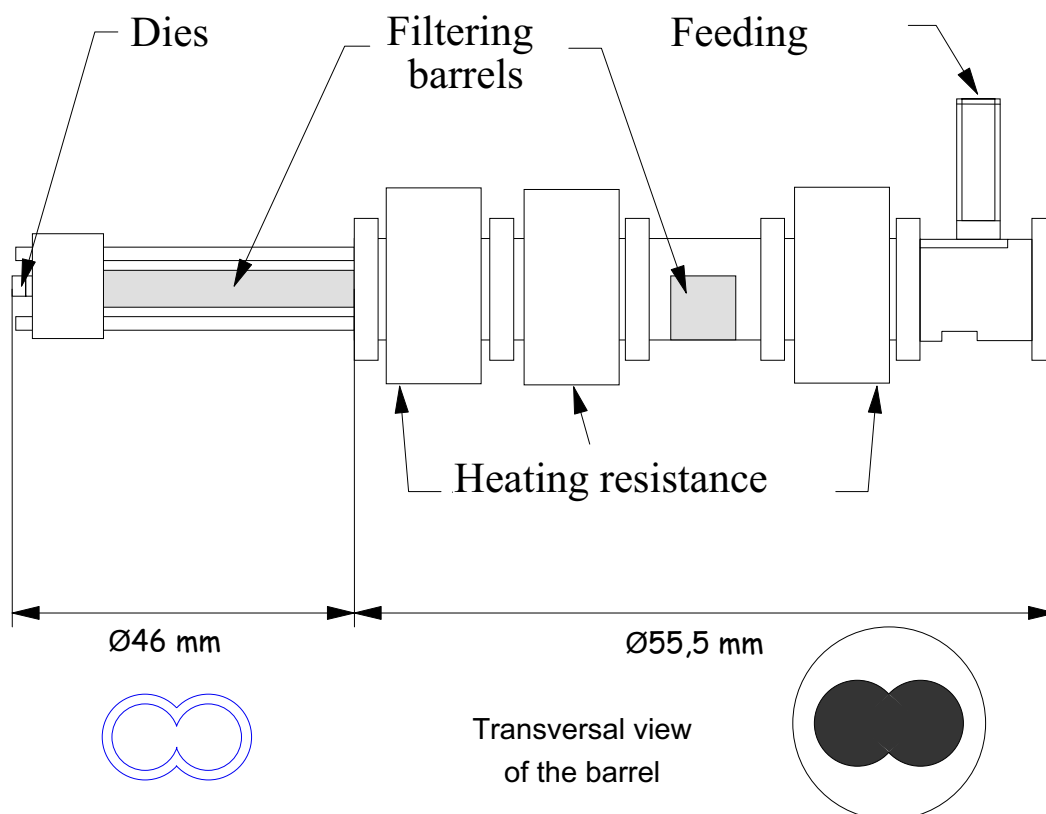 Dies
Filtering
barrels
Feeding
Heating resistance
Ø46 mm
Ø55,5 mm
Transversal view
of the barrel